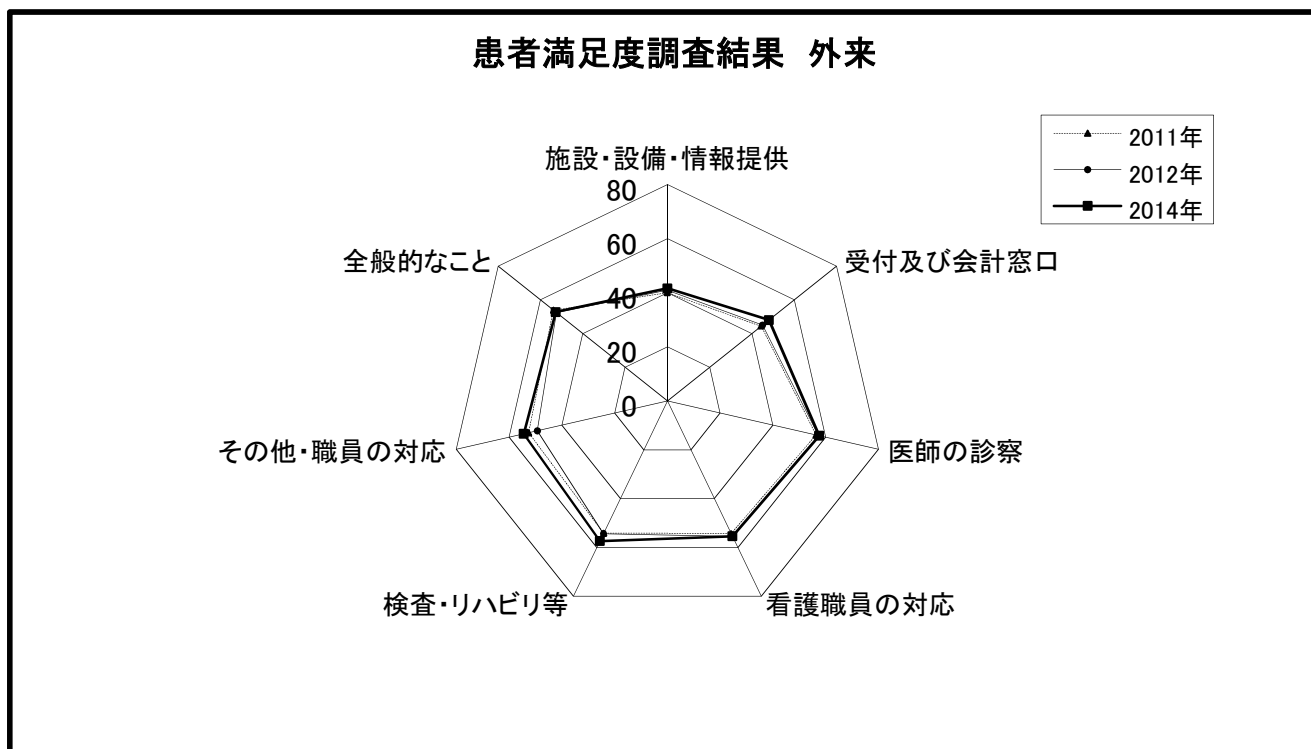 患者満足度調査結果 外来
2011年
2012年
2014年
施設・設備・情報提供
80
60
40
20
0
全般的なこと
受付及び会計窓口
その他・職員の対応
医師の診察
検査・リハビリ等
看護職員の対応